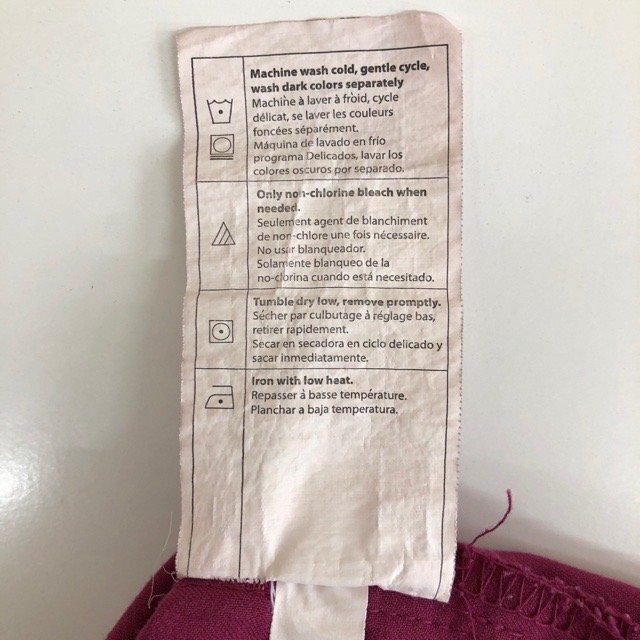 Machine wash cold, gentle cycle,
wash dark colors separately
Machine à laver à fròid, cycle
délicat, se laver les couleurs
foncées séparément.
Máquina de lavado en frío
programa Delicados, lavar los
colores oscuros por separado.
Only non-chlorine bleach when
needed.
Seulement agent de blanchiment
de non-chlore une fois nécessaire.
No usar blanqueador.
Solamente blanqueo de la
no-clorina cuando está necesitado.
Tumble dry low, remove promptly.
Sécher par culbutage à réglage bas,
retirer rapidement.
Secar en secadora en ciclo delicado y
sacar inmediatamente.
Iron with low heat.
Repasser à basse température.
Planchar a baja temperatura.